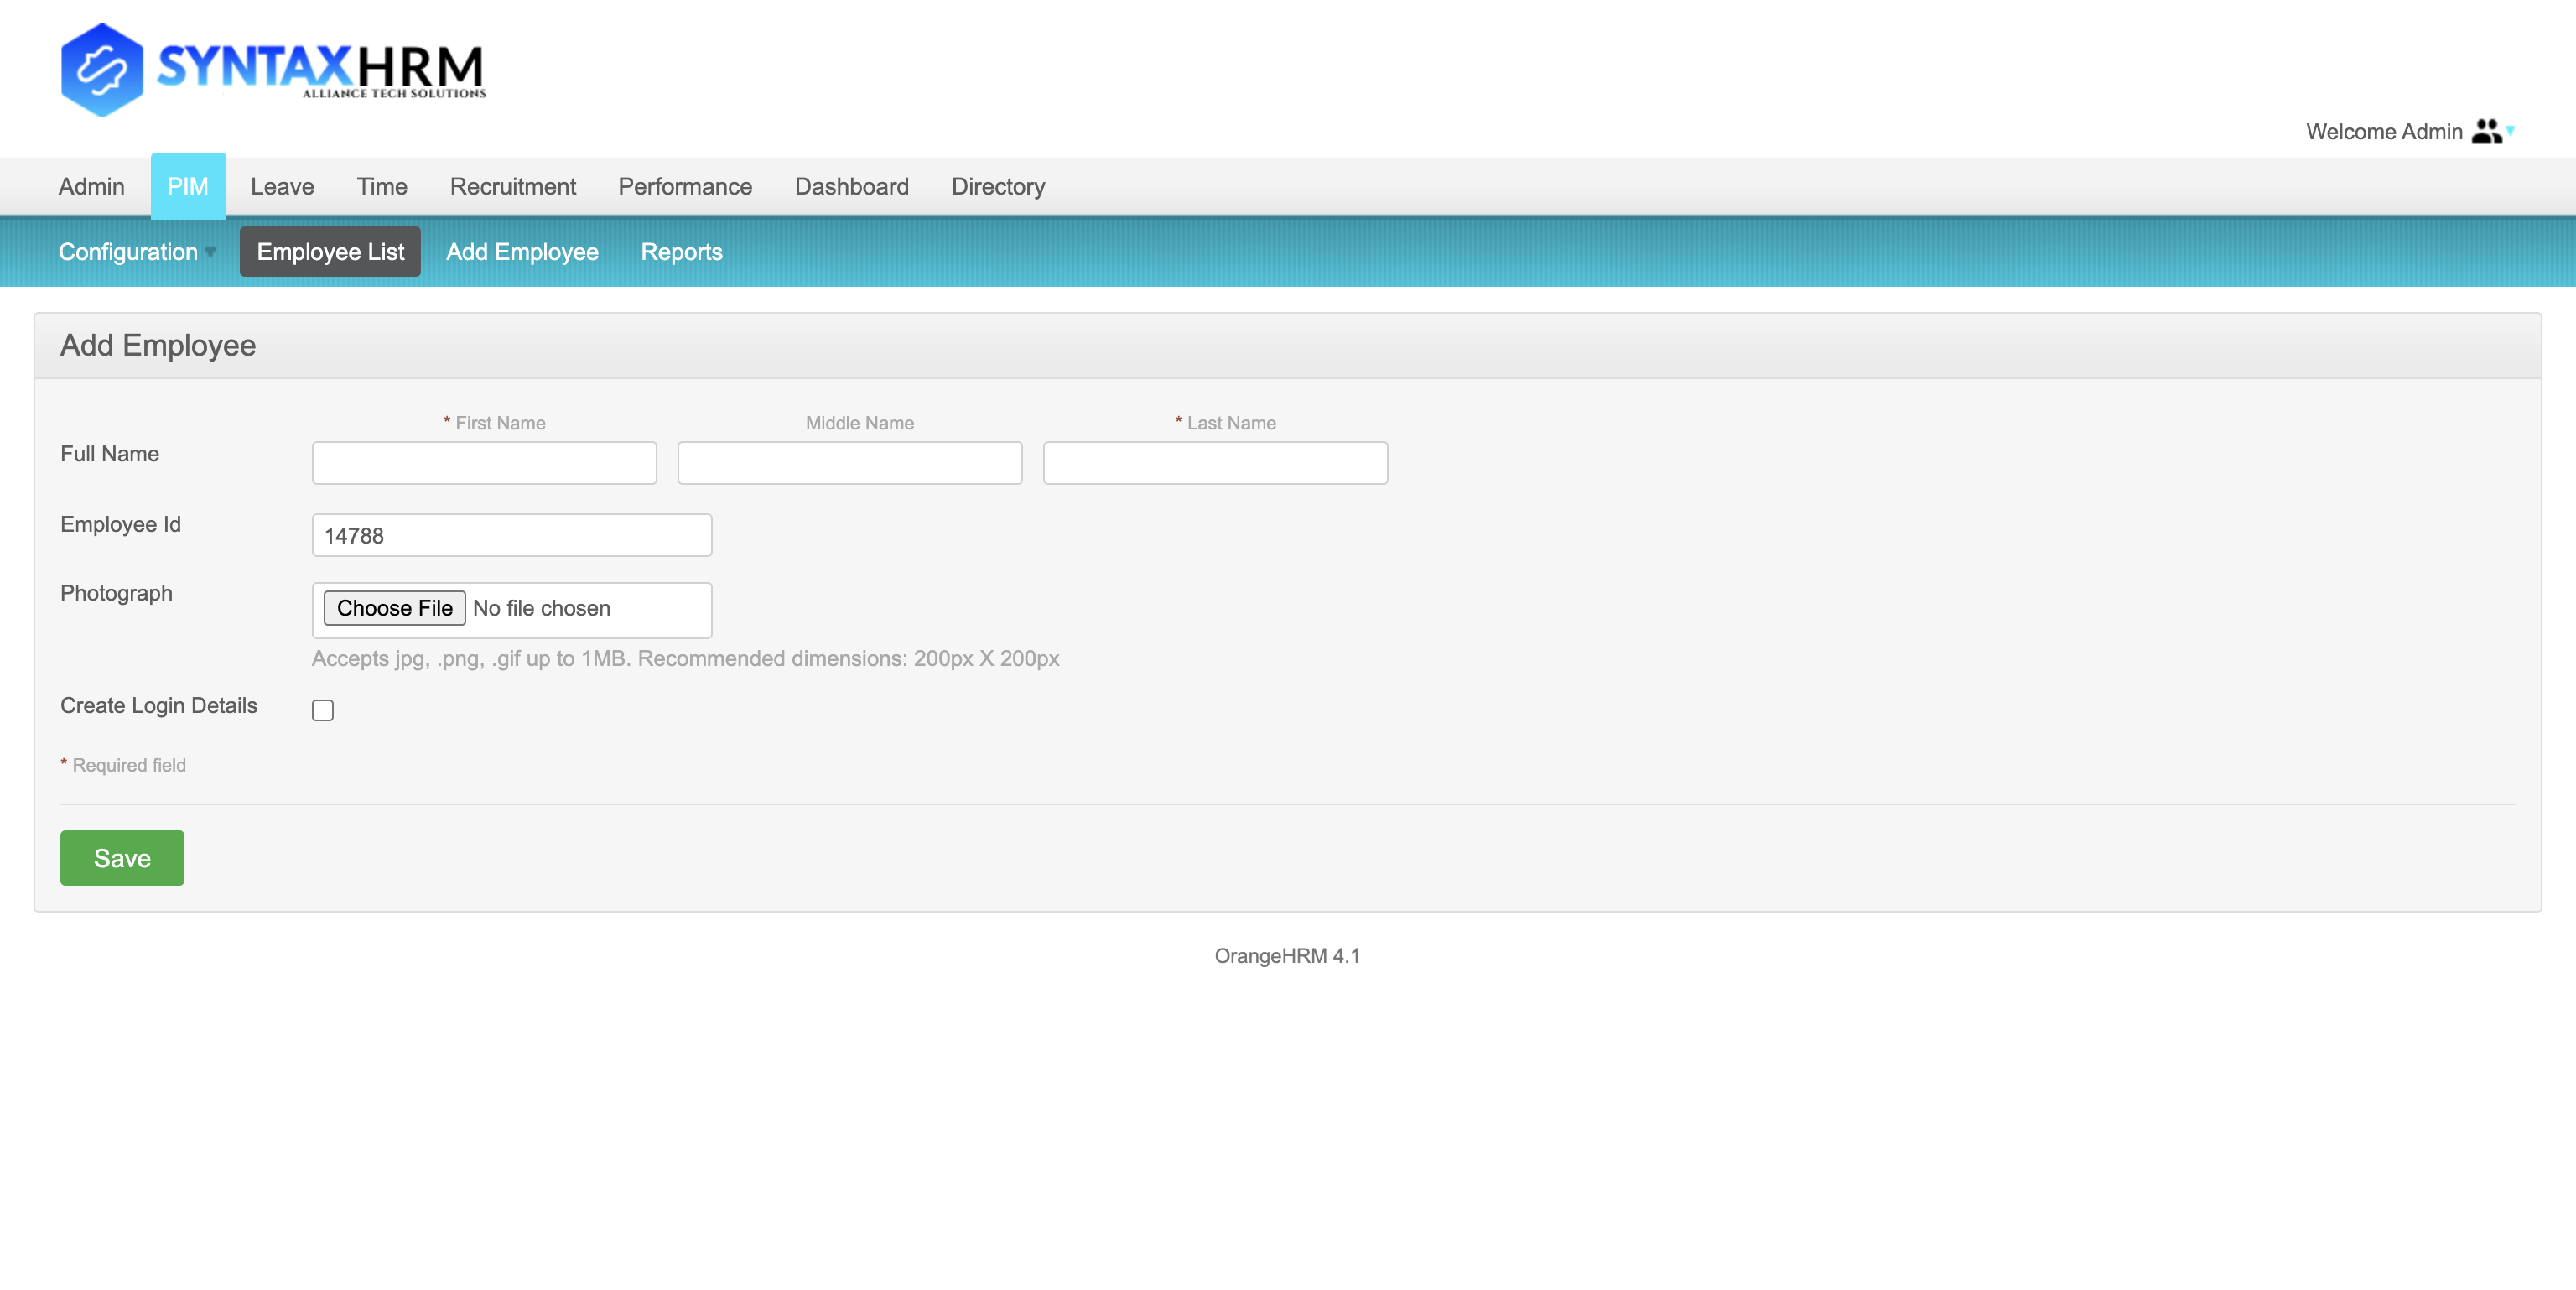 SYNTAXHRM
ALLIANCE TECH SOLUTIONS
Welcome Admin
Admin PIM Leave Time Recruitment Performance Dashboard Directory
Configuration Employee List Add Employee Reports
Add Employee
* First Name Middle Name * Last Name
Full Name
Employee Id 14788
Photograph Choose File No file chosen
Accepts jpg, .png, .gif up to 1MB. Recommended dimensions: 200px X 200px
Create Login Details
* Required field
Save
OrangeHRM 4.1